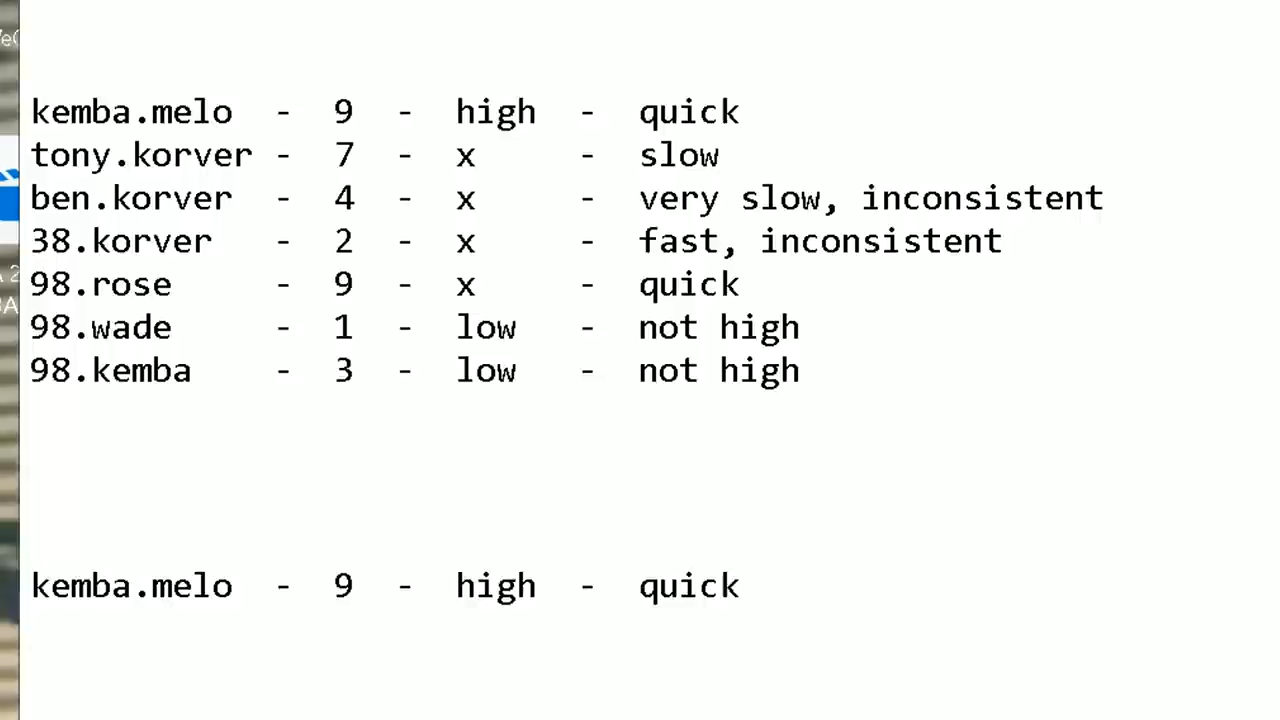 kemba.melo - 9 - high - quick
tony.korver - 7 - x - slow
ben.korver - 4 - x - very slow, inconsistent
38.korver - 2 - x - fast, inconsistent
98.rose - 9 - x - quick
98.wade - 1 - low - not high
98.kemba - 3 - low - not high
kemba.melo - 9 - high - quick